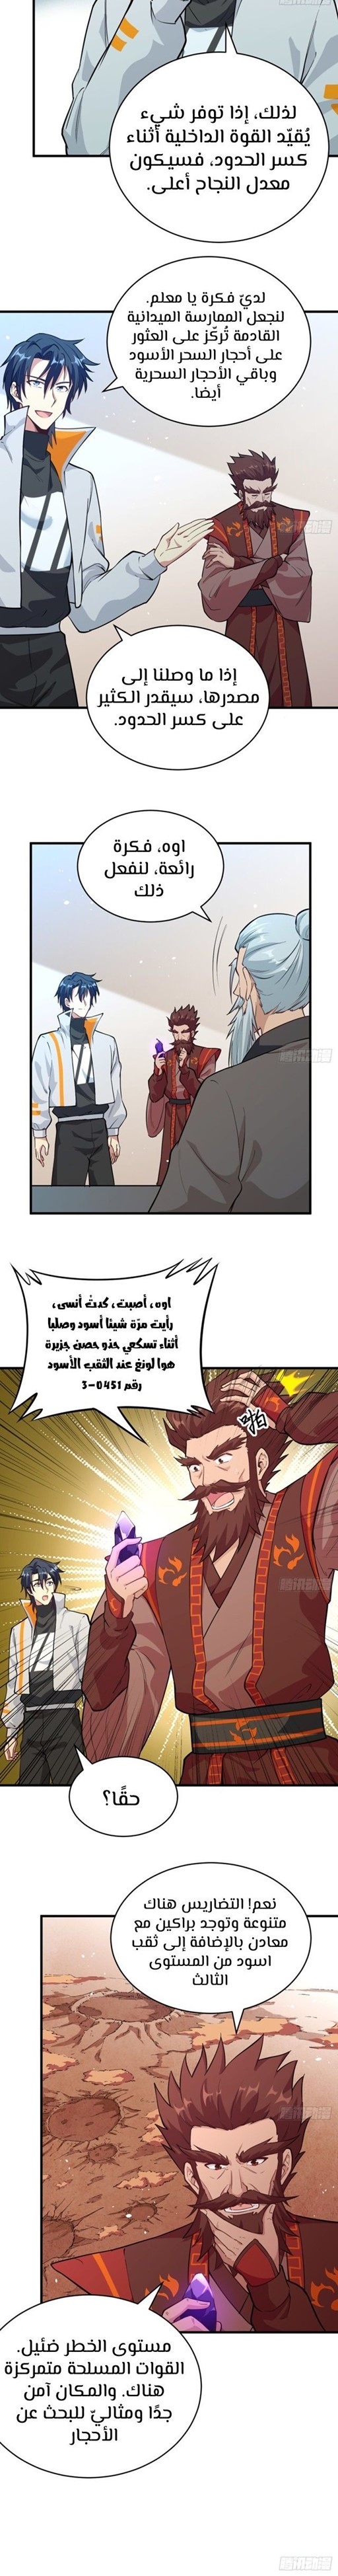 لذلك، إذا توفر شيء
يُقيّد القوة الداخلية أثناء
كسر الحدود، فسيكون
معدل النجاح أعلى.
لديّ فكرة يا معلم.
لنجعل الممارسة الميدانية
القادمة تُركّز على العثور
على أحجار السحر الأسود
وباقي الأحجار السحرية
أيضا.
إذا ما وصلنا إلى
مصدرها، سيقدر الكثير
على كسر الحدود.
اوه، فكرة
رائعة، لنفعل
ذلك
اوه، أصبت، كدتُ أنسى،
رأيت مرّة شيئا أسود وصلبا
أثناء تسكعي حذو حصن جزيرة
هوا لونغ عند الثقب الأسود
رقم 0451-3
啪
حقًا؟
نعم! التضاريس هناك
متنوعة وتوجد براكين مع
معادن بالإضافة إلى ثقب
اسود من المستوى
الثالث
مستوى الخطر ضئيل.
القوات المسلحة متمركزة
هناك. والمكان آمن
جدًا ومثاليّ للبحث عن
الأحجار